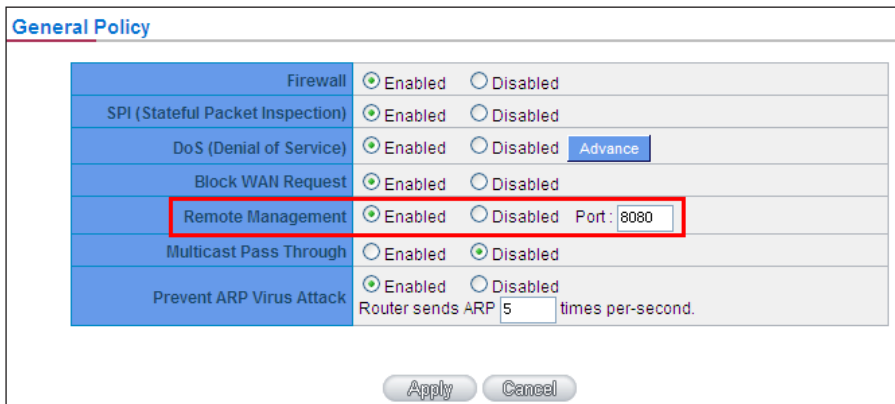 General Policy
Firewall Enabled Disabled
SPI (Stateful Packet Inspection) Enabled Disabled
DoS (Denial of Service) Enabled Disabled Advance
Block WAN Request Enabled Disabled
Remote Management Enabled Disabled Port : 8080
Multicast Pass Through Enabled Disabled
Prevent ARP Virus Attack Enabled Disabled
Router sends ARP 5 times per-second.
Apply Cancel